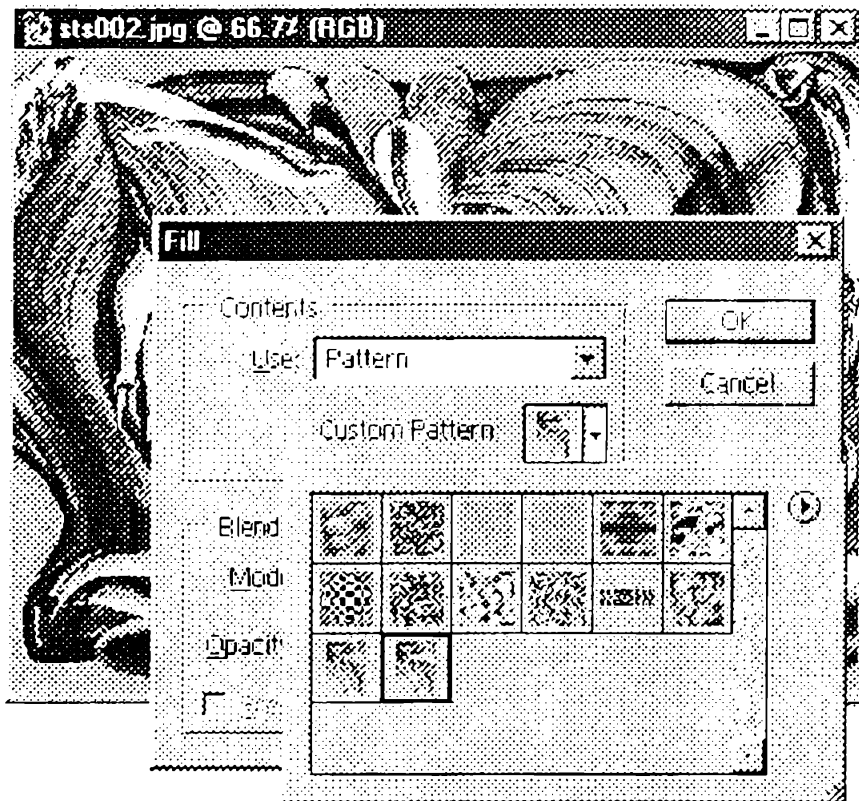 sts002.jpg @ 66.7% (RGB)
Fill
Contents
Use: Pattern
OK
Cancel
Custom Pattern:
Blend
Mod
Opacit